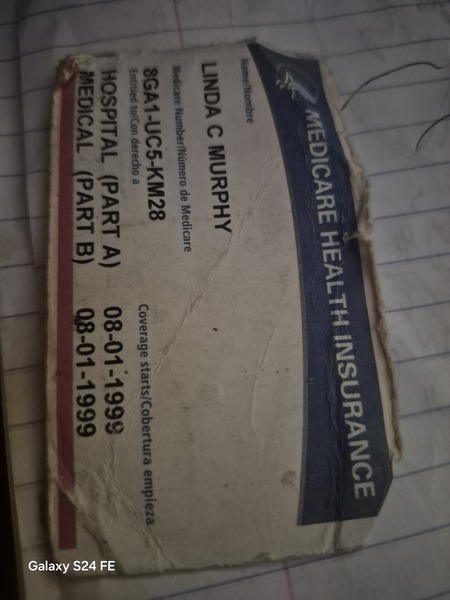 MEDICARE HEALTH INSURANCE
Name/Nombre
LINDA C MURPHY
Medicare Number/Número de Medicare
8GA1-UC5-KM28
Entitled to/Con derecho a
Coverage starts/Cobertura empieza
HOSPITAL (PART A) 08-01-1999
MEDICAL (PART B) 08-01-1999
Galaxy S24 FE